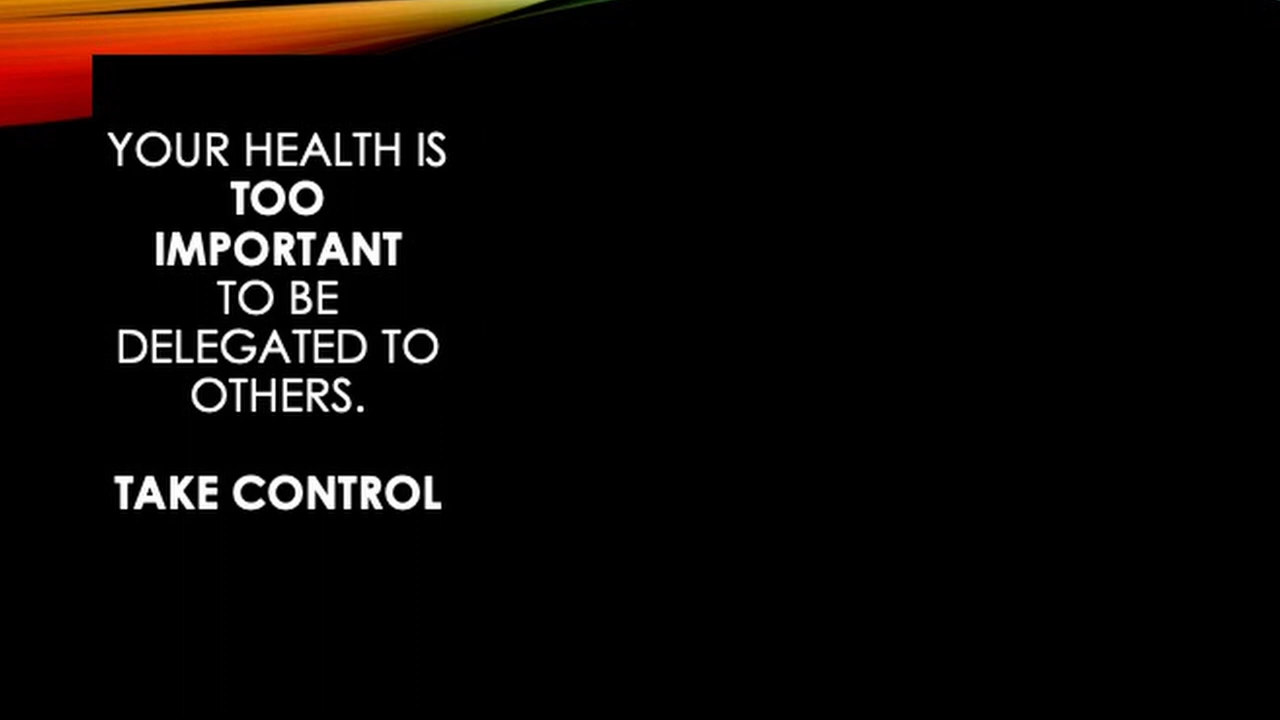 YOUR HEALTH IS
TOO
IMPORTANT
TO BE
DELEGATED TO
OTHERS.
TAKE CONTROL